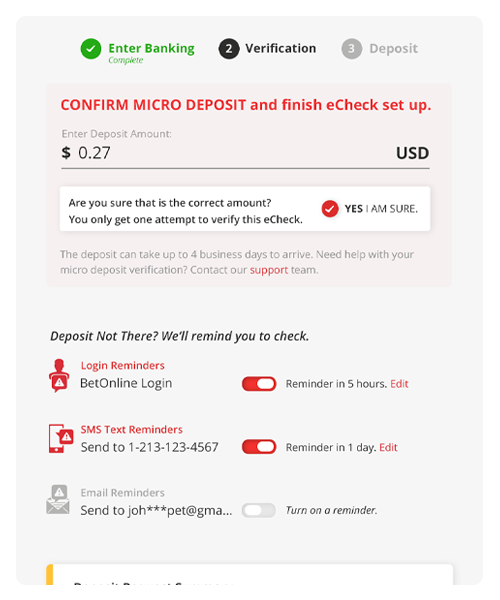 Enter Banking
Complete
2 Verification
3 Deposit
CONFIRM MICRO DEPOSIT and finish eCheck set up.
Enter Deposit Amount:
$ 0.27 USD
Are you sure that is the correct amount?
You only get one attempt to verify this eCheck.
YES I AM SURE.
The deposit can take up to 4 business days to arrive. Need help with your
micro deposit verification? Contact our support team.
Deposit Not There? We'll remind you to check.
Login Reminders
BetOnline Login
Reminder in 5 hours. Edit
SMS Text Reminders
Send to 1-213-123-4567
Reminder in 1 day. Edit
Email Reminders
Send to joh***pet@gma...
Turn on a reminder.